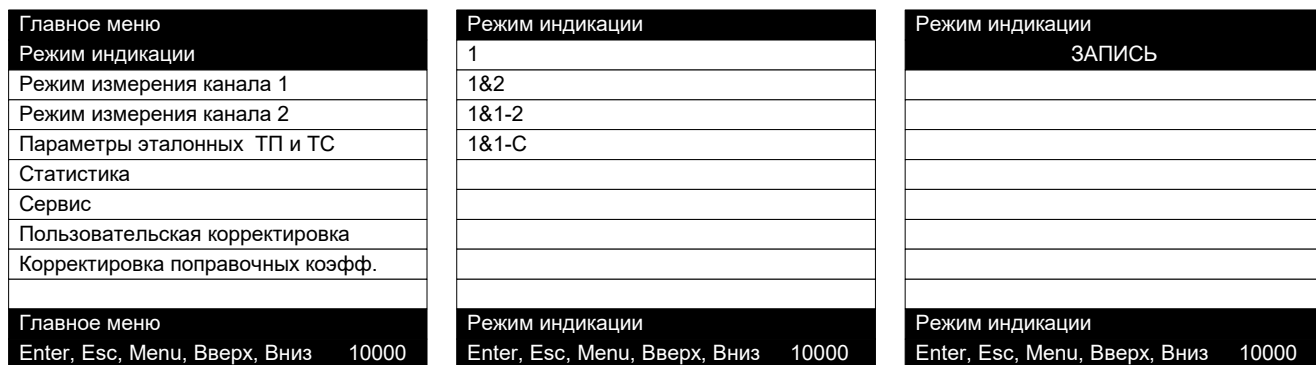 Главное меню
Режим индикации
Режим измерения канала 1
Режим измерения канала 2
Параметры эталонных ТП и ТС
Статистика
Сервис
Пользовательская корректировка
Корректировка поправочных коэфф.
Главное меню
Enter, Esc, Menu, Вверх, Вниз 10000
Режим индикации
1
1&2
1&1-2
1&1-С
Режим индикации
Enter, Esc, Menu, Вверх, Вниз 10000
Режим индикации
ЗАПИСЬ
Режим индикации
Enter, Esc, Menu, Вверх, Вниз 10000